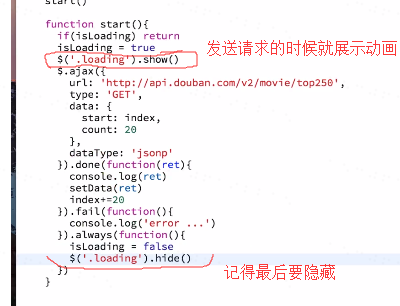 start()
function start(){
if(isLoading) return
isLoading = true
发送请求的时候就展示动画
$('.loading').show()
$.ajax({
url: 'http://api.douban.com/v2/movie/top250',
type: 'GET',
data: {
start: index,
count: 20
},
dataType: 'jsonp'
}).done(function(ret){
console.log(ret)
setData(ret)
index+=20
}).fail(function(){
console.log('error ...')
}).always(function(){
isLoading = false
$('.loading').hide()
记得最后要隐藏
})
}